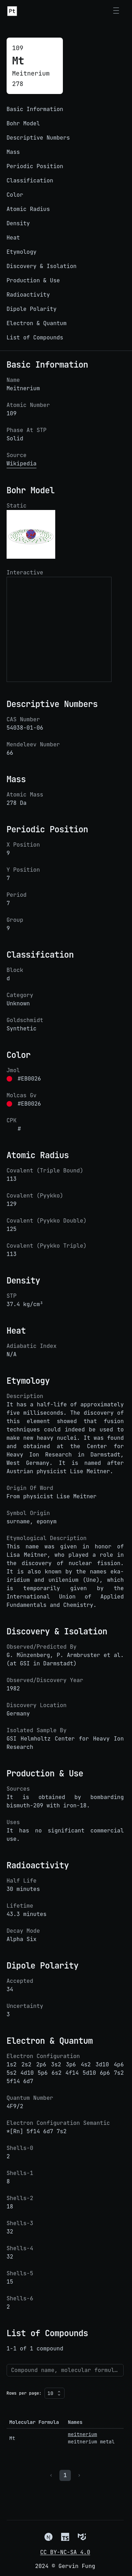 Pt
109
Mt
Meitnerium
278
Basic Information
Bohr Model
Descriptive Numbers
Mass
Periodic Position
Classification
Color
Atomic Radius
Density
Heat
Etymology
Discovery & Isolation
Production & Use
Radioactivity
Dipole Polarity
Electron & Quantum
List of Compounds
Basic Information
Name
Meitnerium
Atomic Number
109
Phase At STP
Solid
Source
Wikipedia
Bohr Model
Static
Interactive
Descriptive Numbers
CAS Number
54038-01-06
Mendeleev Number
66
Mass
Atomic Mass
278 Da
Periodic Position
X Position
9
Y Position
7
Period
7
Group
9
Classification
Block
d
Category
Unknown
Goldschmidt
Synthetic
Color
Jmol
#EB0026
Molcas Gv
#EB0026
CPK
#
Atomic Radius
Covalent (Triple Bound)
113
Covalent (Pyykko)
129
Covalent (Pyykko Double)
125
Covalent (Pyykko Triple)
113
Density
STP
37.4 kg/cm³
Heat
Adiabatic Index
N/A
Etymology
Description
It has a half-life of approximately
five milliseconds. The discovery of
this element showed that fusion
techniques could indeed be used to
make new heavy nuclei. It was found
and obtained at the Center for
Heavy Ion Research in Darmstadt,
West Germany. It is named after
Austrian physicist Lise Meitner.
Origin Of Word
From physicist Lise Meitner
Symbol Origin
surname, eponym
Etymological Description
This name was given in honor of
Lisa Meitner, who played a role in
the discovery of nuclear fission.
It is also known by the names eka-
iridium and unilenium (Une), which
is temporarily given by the
International Union of Applied
Fundamentals and Chemistry.
Discovery & Isolation
Observed/Predicted By
G. Münzenberg, P. Armbruster et al.
(at GSI in Darmstadt)
Observed/Discovery Year
1982
Discovery Location
Germany
Isolated Sample By
GSI Helmholtz Center for Heavy Ion
Research
Production & Use
Sources
It is obtained by bombarding
bismuth-209 with iron-18.
Uses
It has no significant commercial
use.
Radioactivity
Half Life
30 minutes
Lifetime
43.3 minutes
Decay Mode
Alpha Six
Dipole Polarity
Accepted
34
Uncertainty
3
Electron & Quantum
Electron Configuration
1s2 2s2 2p6 3s2 3p6 4s2 3d10 4p6
5s2 4d10 5p6 6s2 4f14 5d10 6p6 7s2
5f14 6d7
Quantum Number
4F9/2
Electron Configuration Semantic
*[Rn] 5f14 6d7 7s2
Shells-0
2
Shells-1
8
Shells-2
18
Shells-3
32
Shells-4
32
Shells-5
15
Shells-6
2
List of Compounds
1-1 of 1 compound
Compound name, molecular formul…
Rows per page: 10
Molecular Formula Names
Mt
meitnerium
meitnerium metal
1
TS
CC BY-NC-SA 4.0
2024 © Gervin Fung